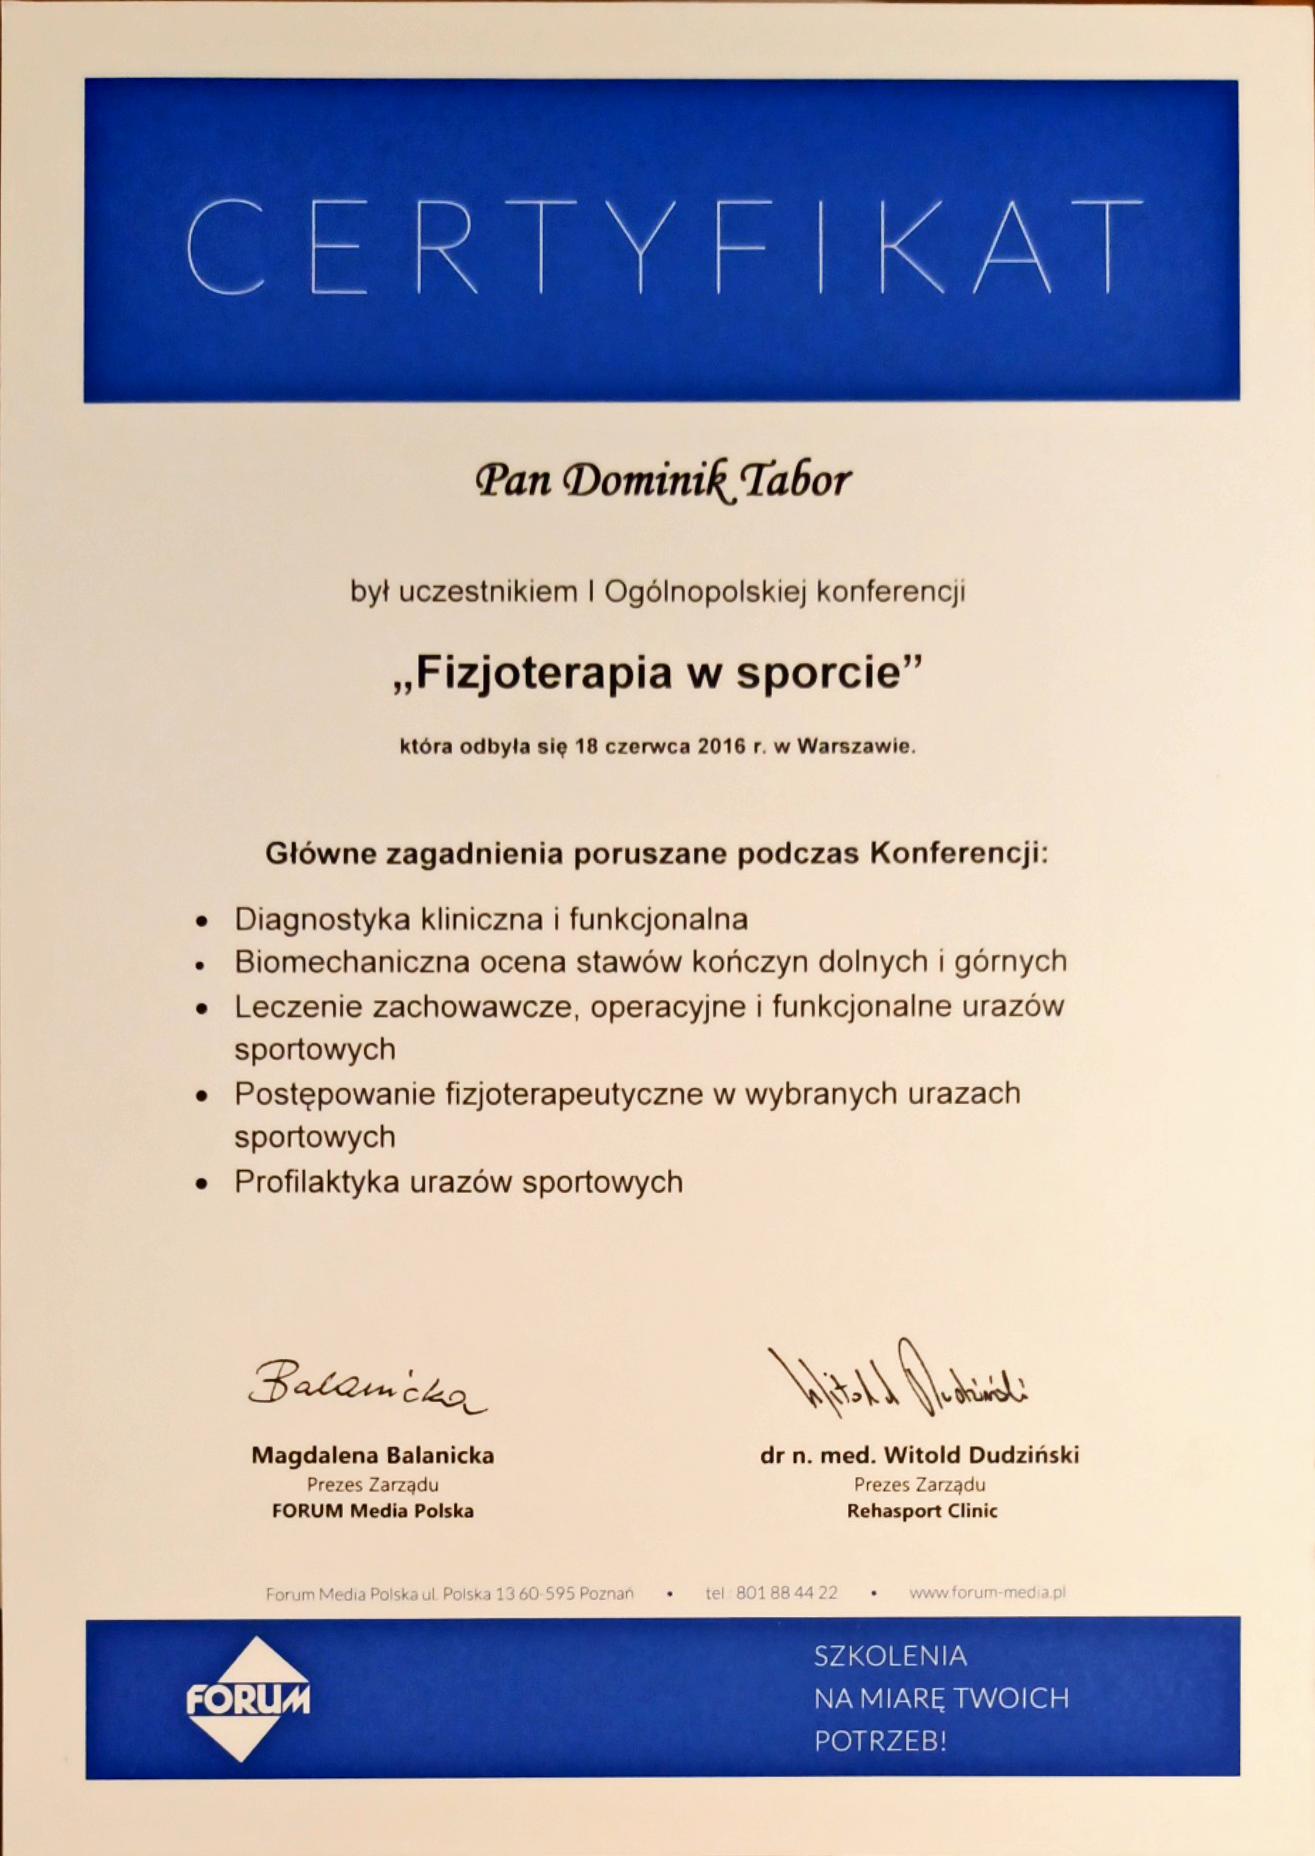 CERTYFIKAT
Pan Dominik Tabor
był uczestnikiem I Ogólnopolskiej konferencji
„Fizjoterapia w sporcie”
która odbyła się 18 czerwca 2016 r. w Warszawie.
Główne zagadnienia poruszane podczas Konferencji:
• Diagnostyka kliniczna i funkcjonalna
• Biomechaniczna ocena stawów kończyn dolnych i górnych
• Leczenie zachowawcze, operacyjne i funkcjonalne urazów
sportowych
• Postępowanie fizjoterapeutyczne w wybranych urazach
sportowych
• Profilaktyka urazów sportowych
Balanicka
Witold Dudziński
Magdalena Balanicka
Prezes Zarządu
FORUM Media Polska
dr n. med. Witold Dudziński
Prezes Zarządu
Rehasport Clinic
Forum Media Polska ul. Polska 13 60-595 Poznań • tel.: 801 88 44 22 • www.forum-media.pl
FORUM
SZKOLENIA
NA MIARĘ TWOICH
POTRZEB!